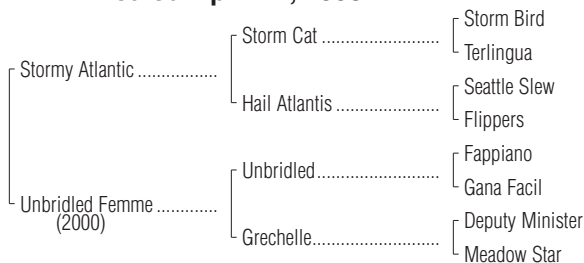 Storm Bird
Storm Cat ........................
Terlingua
Stormy Atlantic ................
Seattle Slew
Hail Atlantis .....................
Flippers
Fappiano
Unbridled.........................
Gana Facil
Unbridled Femme ............
(2000)
Deputy Minister
Grechelle.........................
Meadow Star